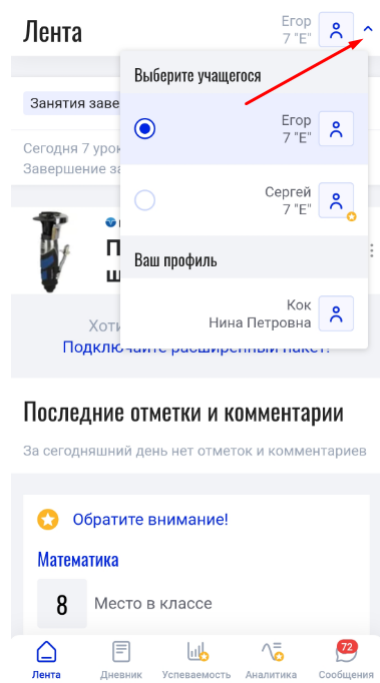 Лента
Егор
7 "Е"
Выберите учащегося
Егор
7 "Е"
Сергей
7 "Е"
Ваш профиль
Кок
Нина Петровна
Занятия заве
Сегодня 7 урок
Завершение за
П
ш
Хоти
Подключайте расширенный пакет!
Последние отметки и комментарии
За сегодняшний день нет отметок и комментариев
Обратите внимание!
Математика
8 Место в классе
72
Лента Дневник Успеваемость Аналитика Сообщения